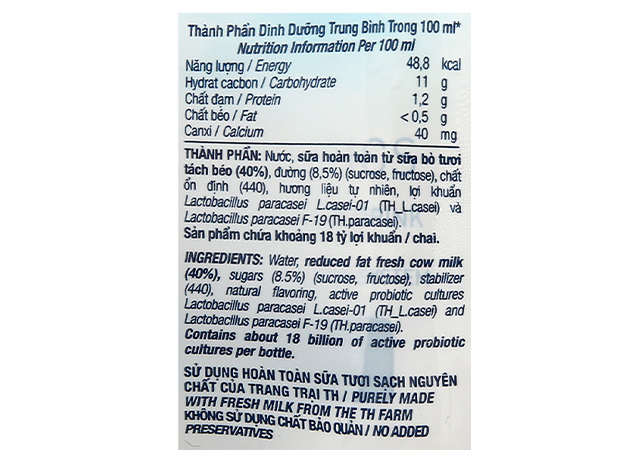 Thành Phần Dinh Dưỡng Trung Bình Trong 100 ml*
Nutrition Information Per 100 ml
Năng lượng / Energy 48,8 kcal
Hydrat cacbon / Carbohydrate 11 g
Chất đạm / Protein 1,2 g
Chất béo / Fat < 0,5 g
Canxi / Calcium 40 mg
THÀNH PHẦN: Nước, sữa hoàn toàn từ sữa bò tươi
tách béo (40%), đường (8,5%) (sucrose, fructose), chất
ổn định (440), hương liệu tự nhiên, lợi khuẩn
Lactobacillus paracasei L.casei-01 (TH_L.casei) và
Lactobacillus paracasei F-19 (TH.paracasei).
Sản phẩm chứa khoảng 18 tỷ lợi khuẩn / chai.
INGREDIENTS: Water, reduced fat fresh cow milk
(40%), sugars (8.5%) (sucrose, fructose), stabilizer
(440), natural flavoring, active probiotic cultures
Lactobacillus paracasei L.casei-01 (TH_L.casei) and
Lactobacillus paracasei F-19 (TH.paracasei).
Contains about 18 billion of active probiotic
cultures per bottle.
SỬ DỤNG HOÀN TOÀN SỮA TƯƠI SẠCH NGUYÊN
CHẤT CỦA TRANG TRẠI TH / PURELY MADE
WITH FRESH MILK FROM THE TH FARM
KHÔNG SỬ DỤNG CHẤT BẢO QUẢN / NO ADDED
PRESERVATIVES